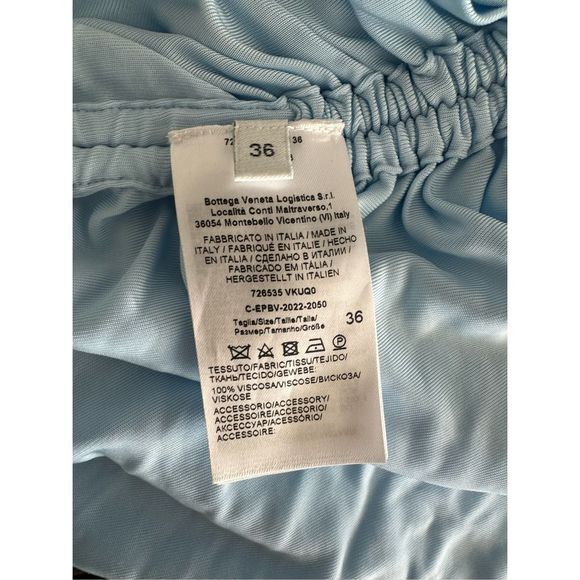 36
72 36
3
Bottega Veneta Logistica S.r.l.
Località Conti Maltraverso,1
36054 Montebello Vicentino (VI) Italy
FABBRICATO IN ITALIA / MADE IN
ITALY / FABRIQUÉ EN ITALIE / HECHO
EN ITALIA / СДЕЛАНО В ИТАЛИИ /
FABRICADO EM ITÁLIA /
HERGESTELLT IN ITALIEN
726535 VKUQ0
C-EPBV-2022-2050
Taglia/Size/Taille/Talla/
Размер/Tamanho/Größe 36
TESSUTO/FABRIC/TISSU/TEJIDO/
ТКАНЬ/TECIDO/GEWEBE:
100% VISCOSA/VISCOSE/ВИСКОЗА/
VISKOSE
ACCESSORIO/ACCESSORY/
ACCESSOIRE/ACCESORIO/
АКСЕССУАР/ACESSÓRIO/
ACCESSOIRE: